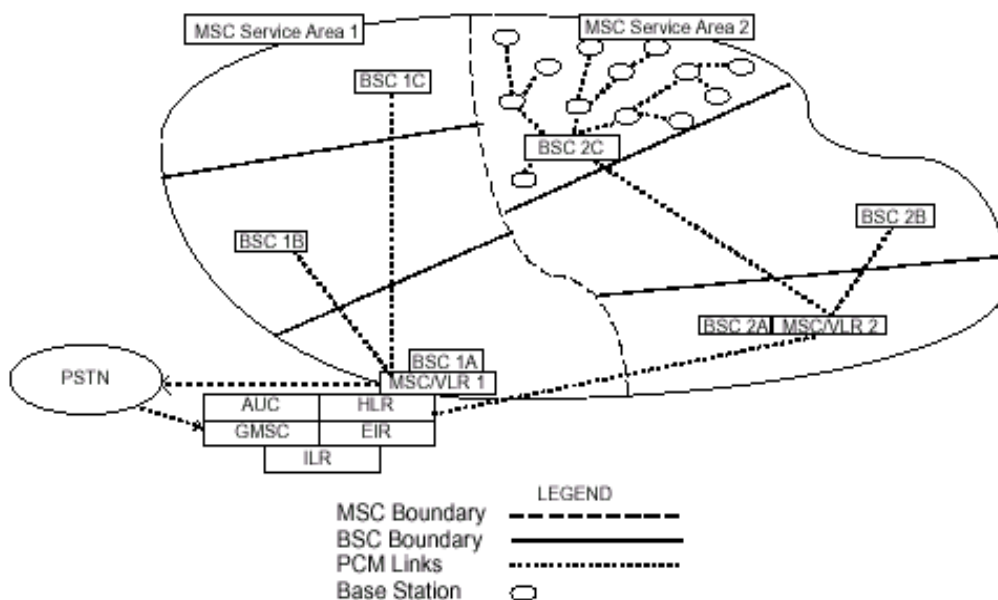 MSC Service Area 1
MSC Service Area 2
BSC 1C
BSC 2C
BSC 1B
BSC 2B
BSC 2A
MSC/VLR 2
BSC 1A
MSC/VLR 1
PSTN
AUC
HLR
GMSC
EIR
ILR
LEGEND
MSC Boundary
BSC Boundary
PCM Links
Base Station